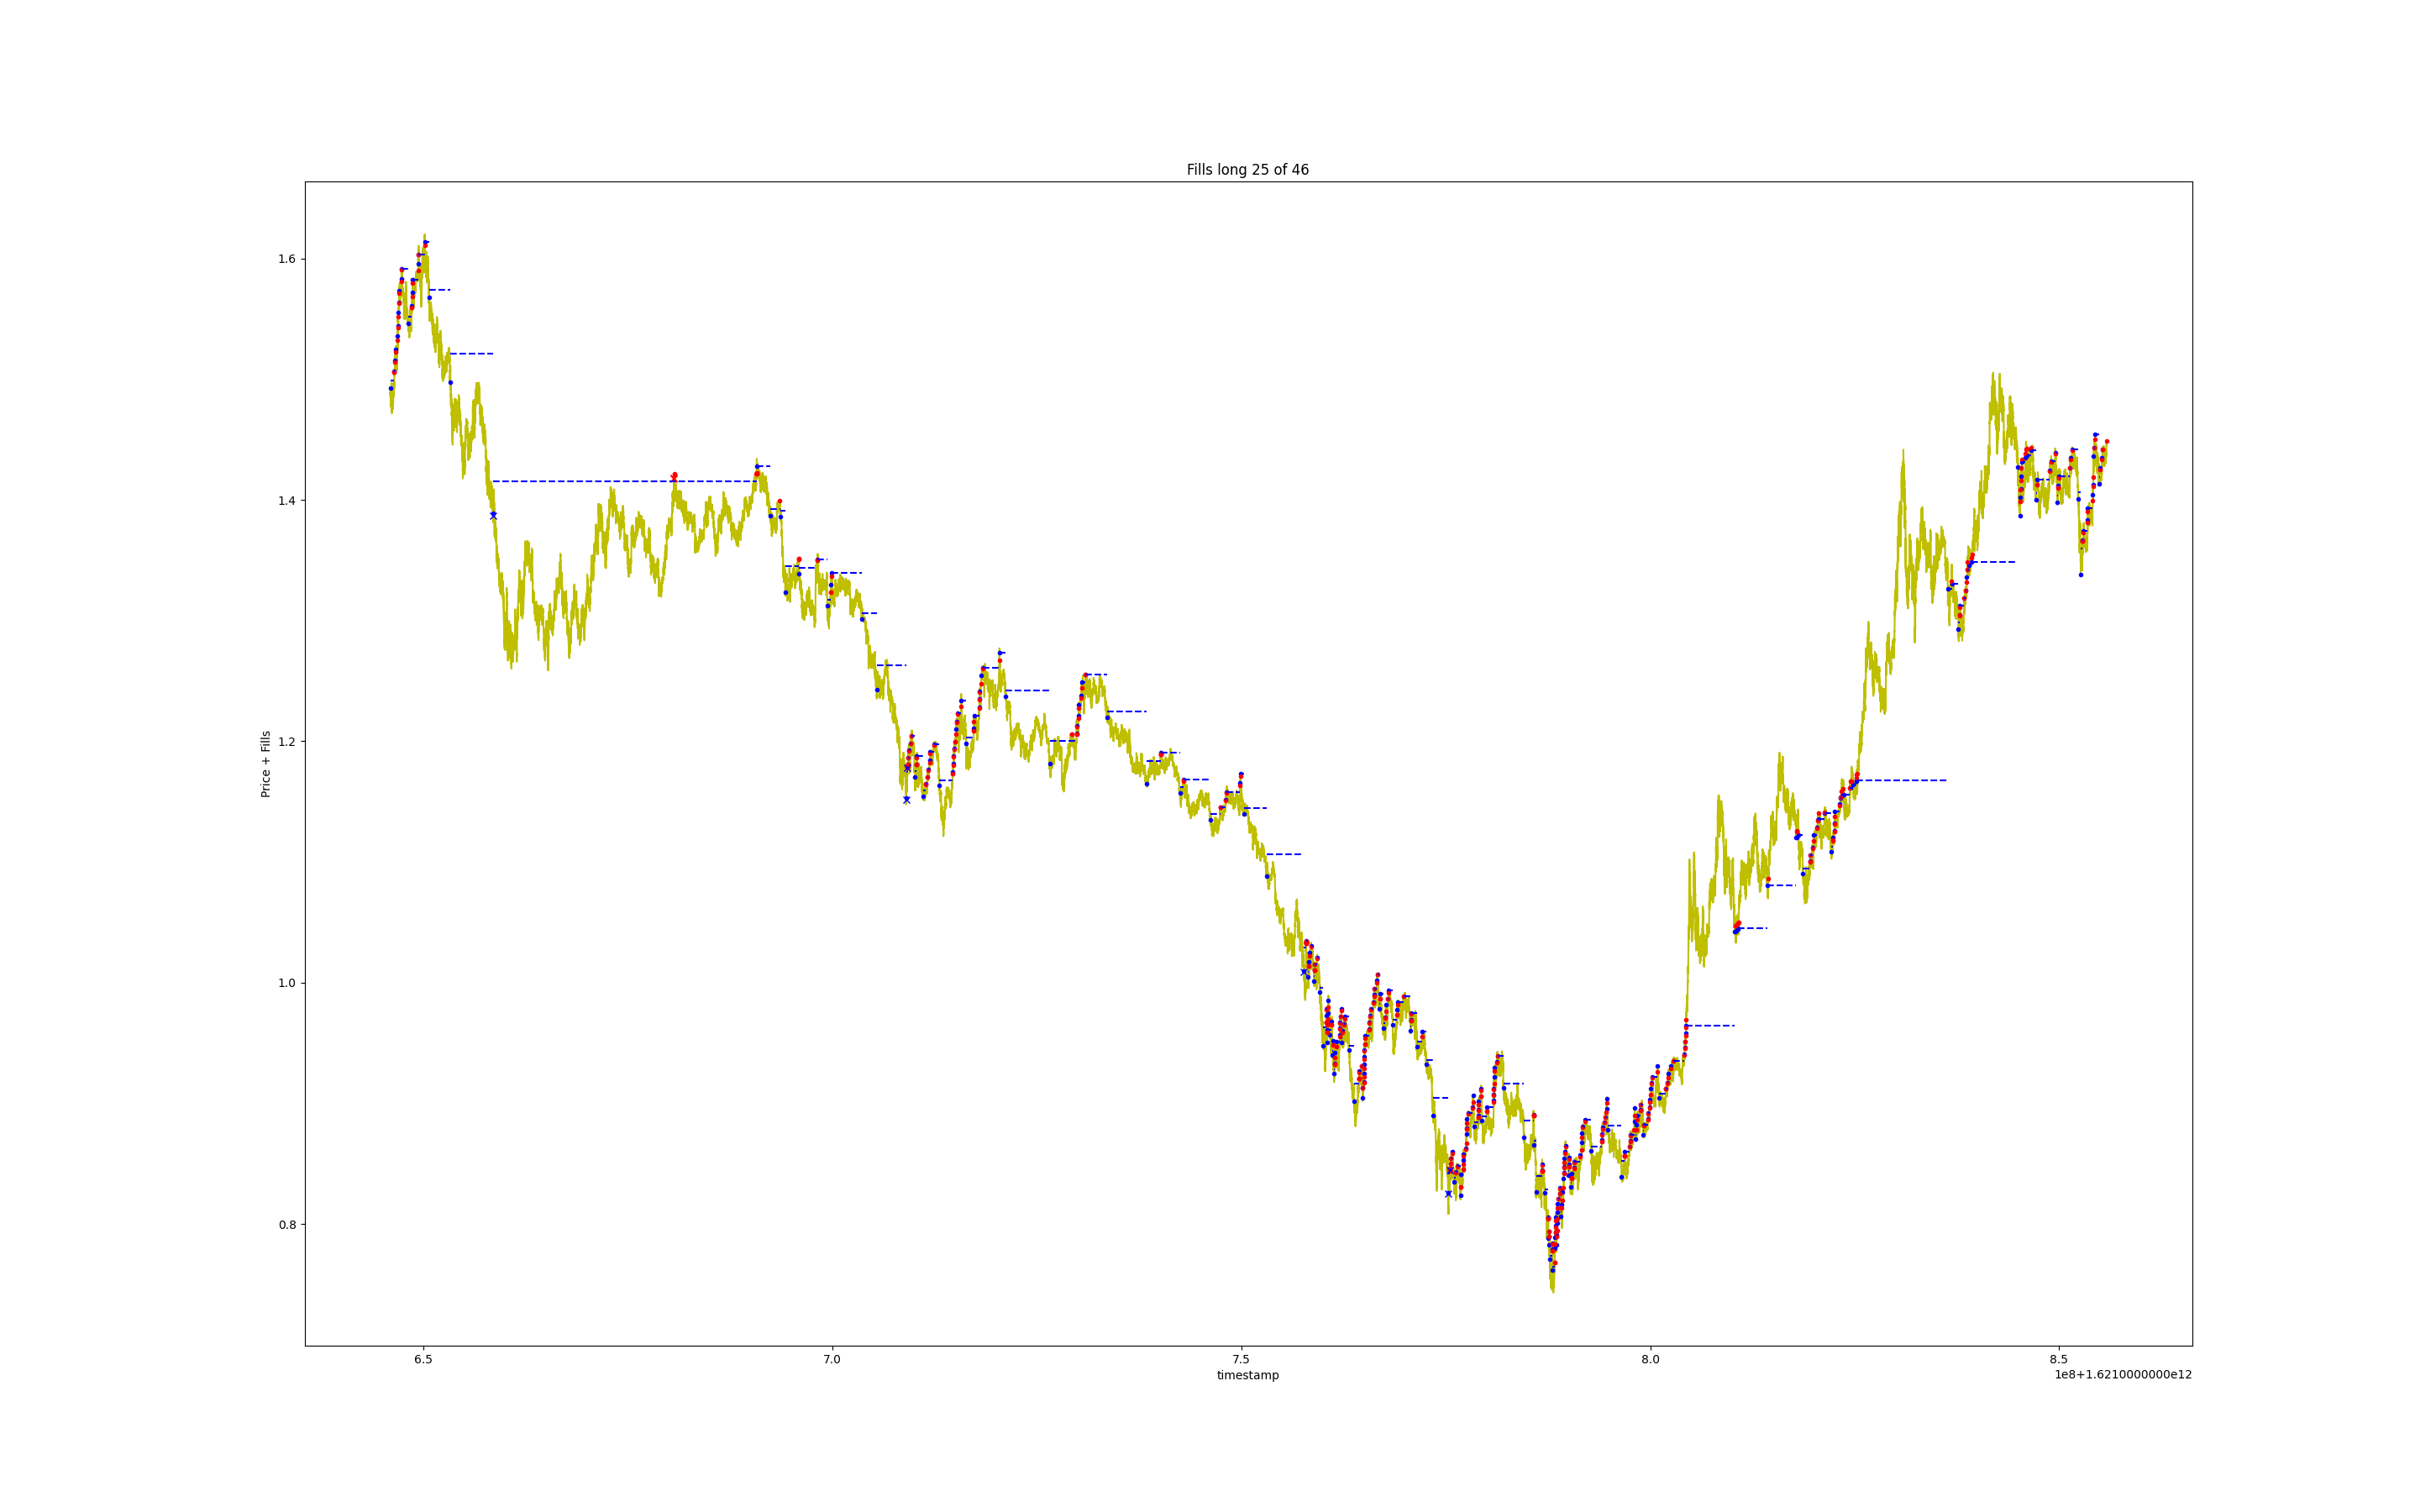 Fills long 25 of 46
1.6
1.4
1.2
1.0
0.8
Price + Fills
6.5 7.0 7.5 8.0 8.5
timestamp
1e8+1.6210000000e12